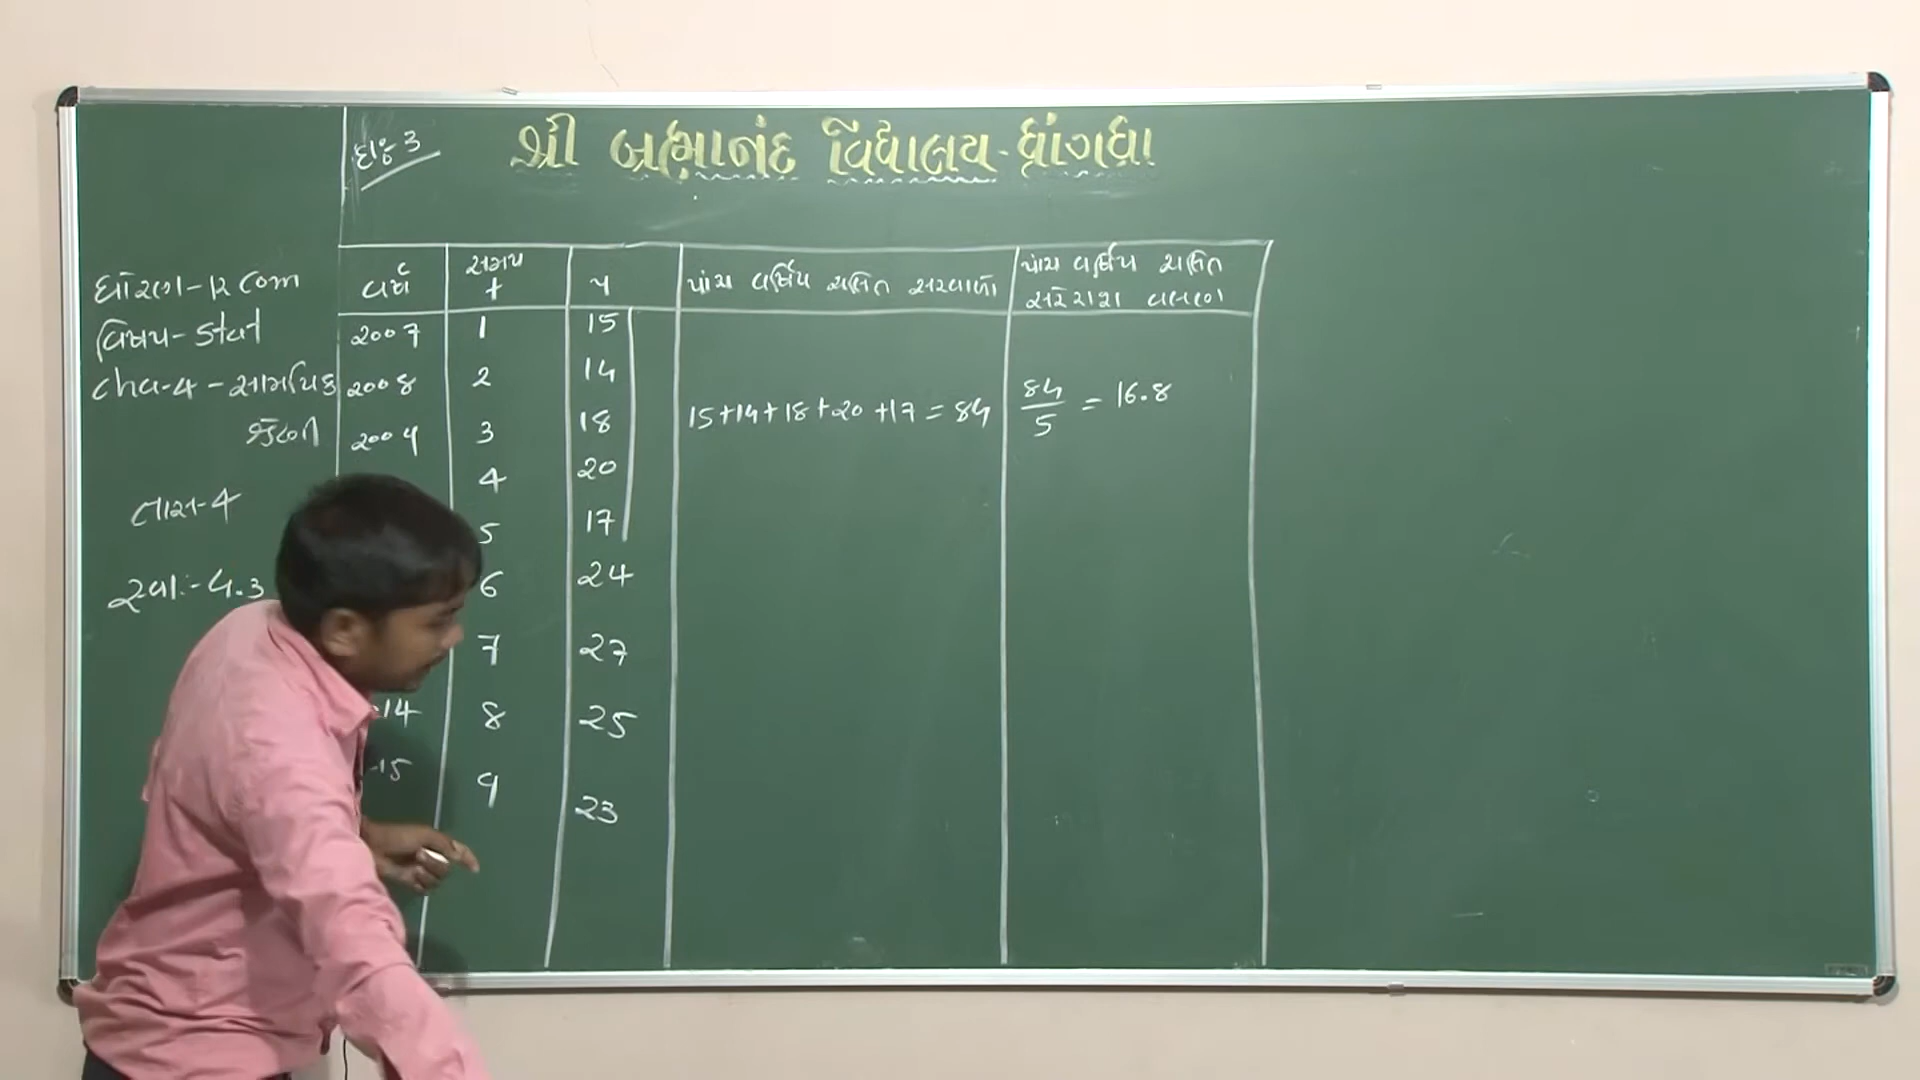 દાખ 3
શ્રી બ્રહ્માનંદ વિદ્યાલય - ધ્રાંગધ્રા
ધોરણ - 12 com
વિષય - stat
cha-4 - સામયિક
શ્રેણી
તાસ-4
સ્વા:- 4.3
વર્ષ સમય t y પાંચ વર્ષિય ચલિત સરવાળો પાંચ વર્ષિય ચલિત સરેરાશ વલણો
2007 1 15
2008 2 14
2009 3 18 15+14+18+20+17=84 84/5 = 16.8
4 20
5 17
6 24
7 27
14 8 25
15 9 23